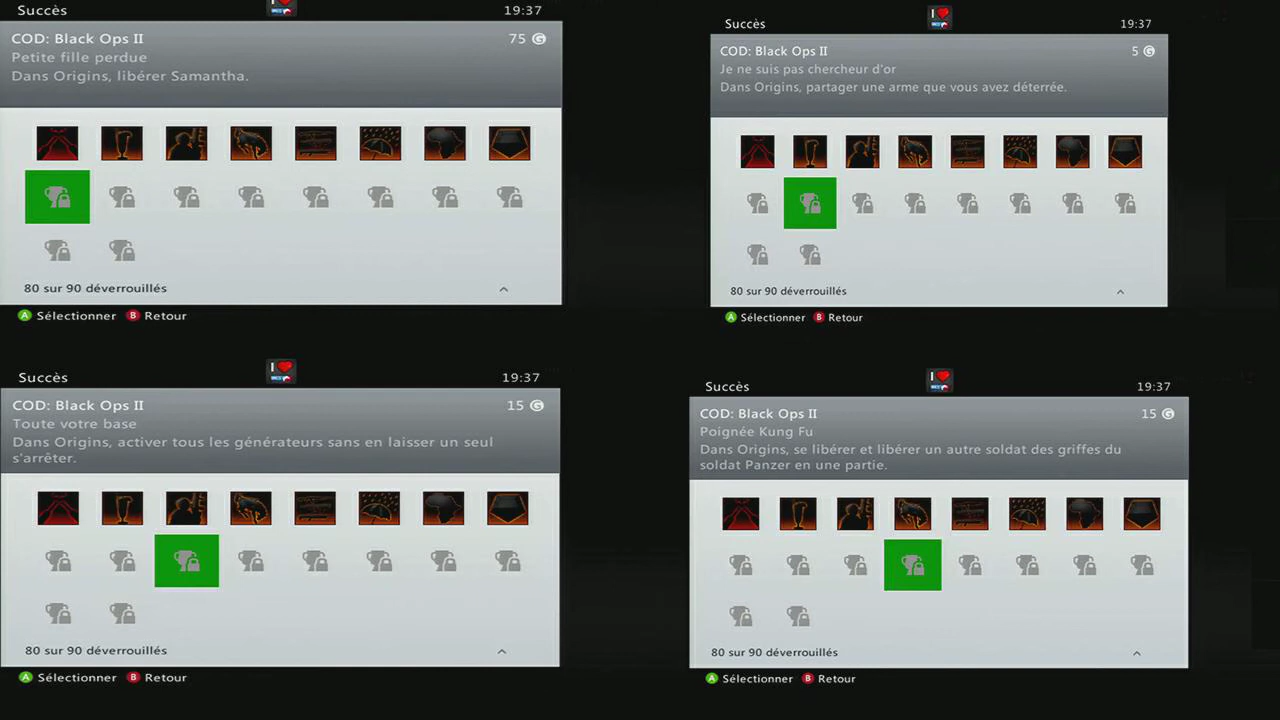 Succès
19:37
COD: Black Ops II
75 G
Petite fille perdue
Dans Origins, libérer Samantha.
80 sur 90 déverrouillés
A Sélectionner B Retour
Succès
I
19:37
COD: Black Ops II
5 G
Je ne suis pas chercheur d'or
Dans Origins, partager une arme que vous avez déterrée.
80 sur 90 déverrouillés
A Sélectionner B Retour
Succès
I
19:37
COD: Black Ops II
15 G
Toute votre base
Dans Origins, activer tous les générateurs sans en laisser un seul
s'arrêter.
80 sur 90 déverrouillés
A Sélectionner B Retour
Succès
I
19:37
COD: Black Ops II
15 G
Poignée Kung Fu
Dans Origins, se libérer et libérer un autre soldat des griffes du
soldat Panzer en une partie.
80 sur 90 déverrouillés
A Sélectionner B Retour